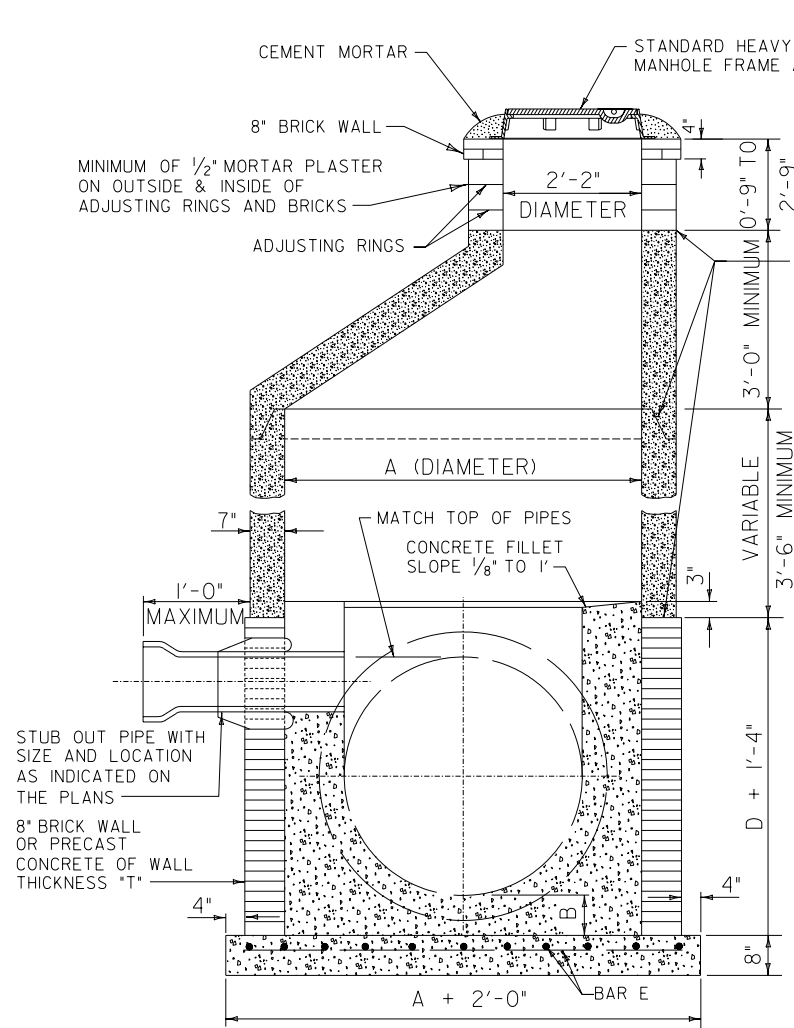 CEMENT MORTAR
STANDARD HEAVY
MANHOLE FRAME
8" BRICK WALL
4"
MINIMUM OF 1/2" MORTAR PLASTER
ON OUTSIDE & INSIDE OF
ADJUSTING RINGS AND BRICKS
2'-2"
DIAMETER
0'-9" TO
2'-9"
ADJUSTING RINGS
3'-0" MINIMUM
A (DIAMETER)
VARIABLE
3'-6" MINIMUM
7"
MATCH TOP OF PIPES
CONCRETE FILLET
SLOPE 1/8" TO 1'
3"
1'-0"
MAXIMUM
STUB OUT PIPE WITH
SIZE AND LOCATION
AS INDICATED ON
THE PLANS
D + 1'-4"
8" BRICK WALL
OR PRECAST
CONCRETE OF WALL
THICKNESS "T"
4"
B
4"
8"
A + 2'-0"
BAR E